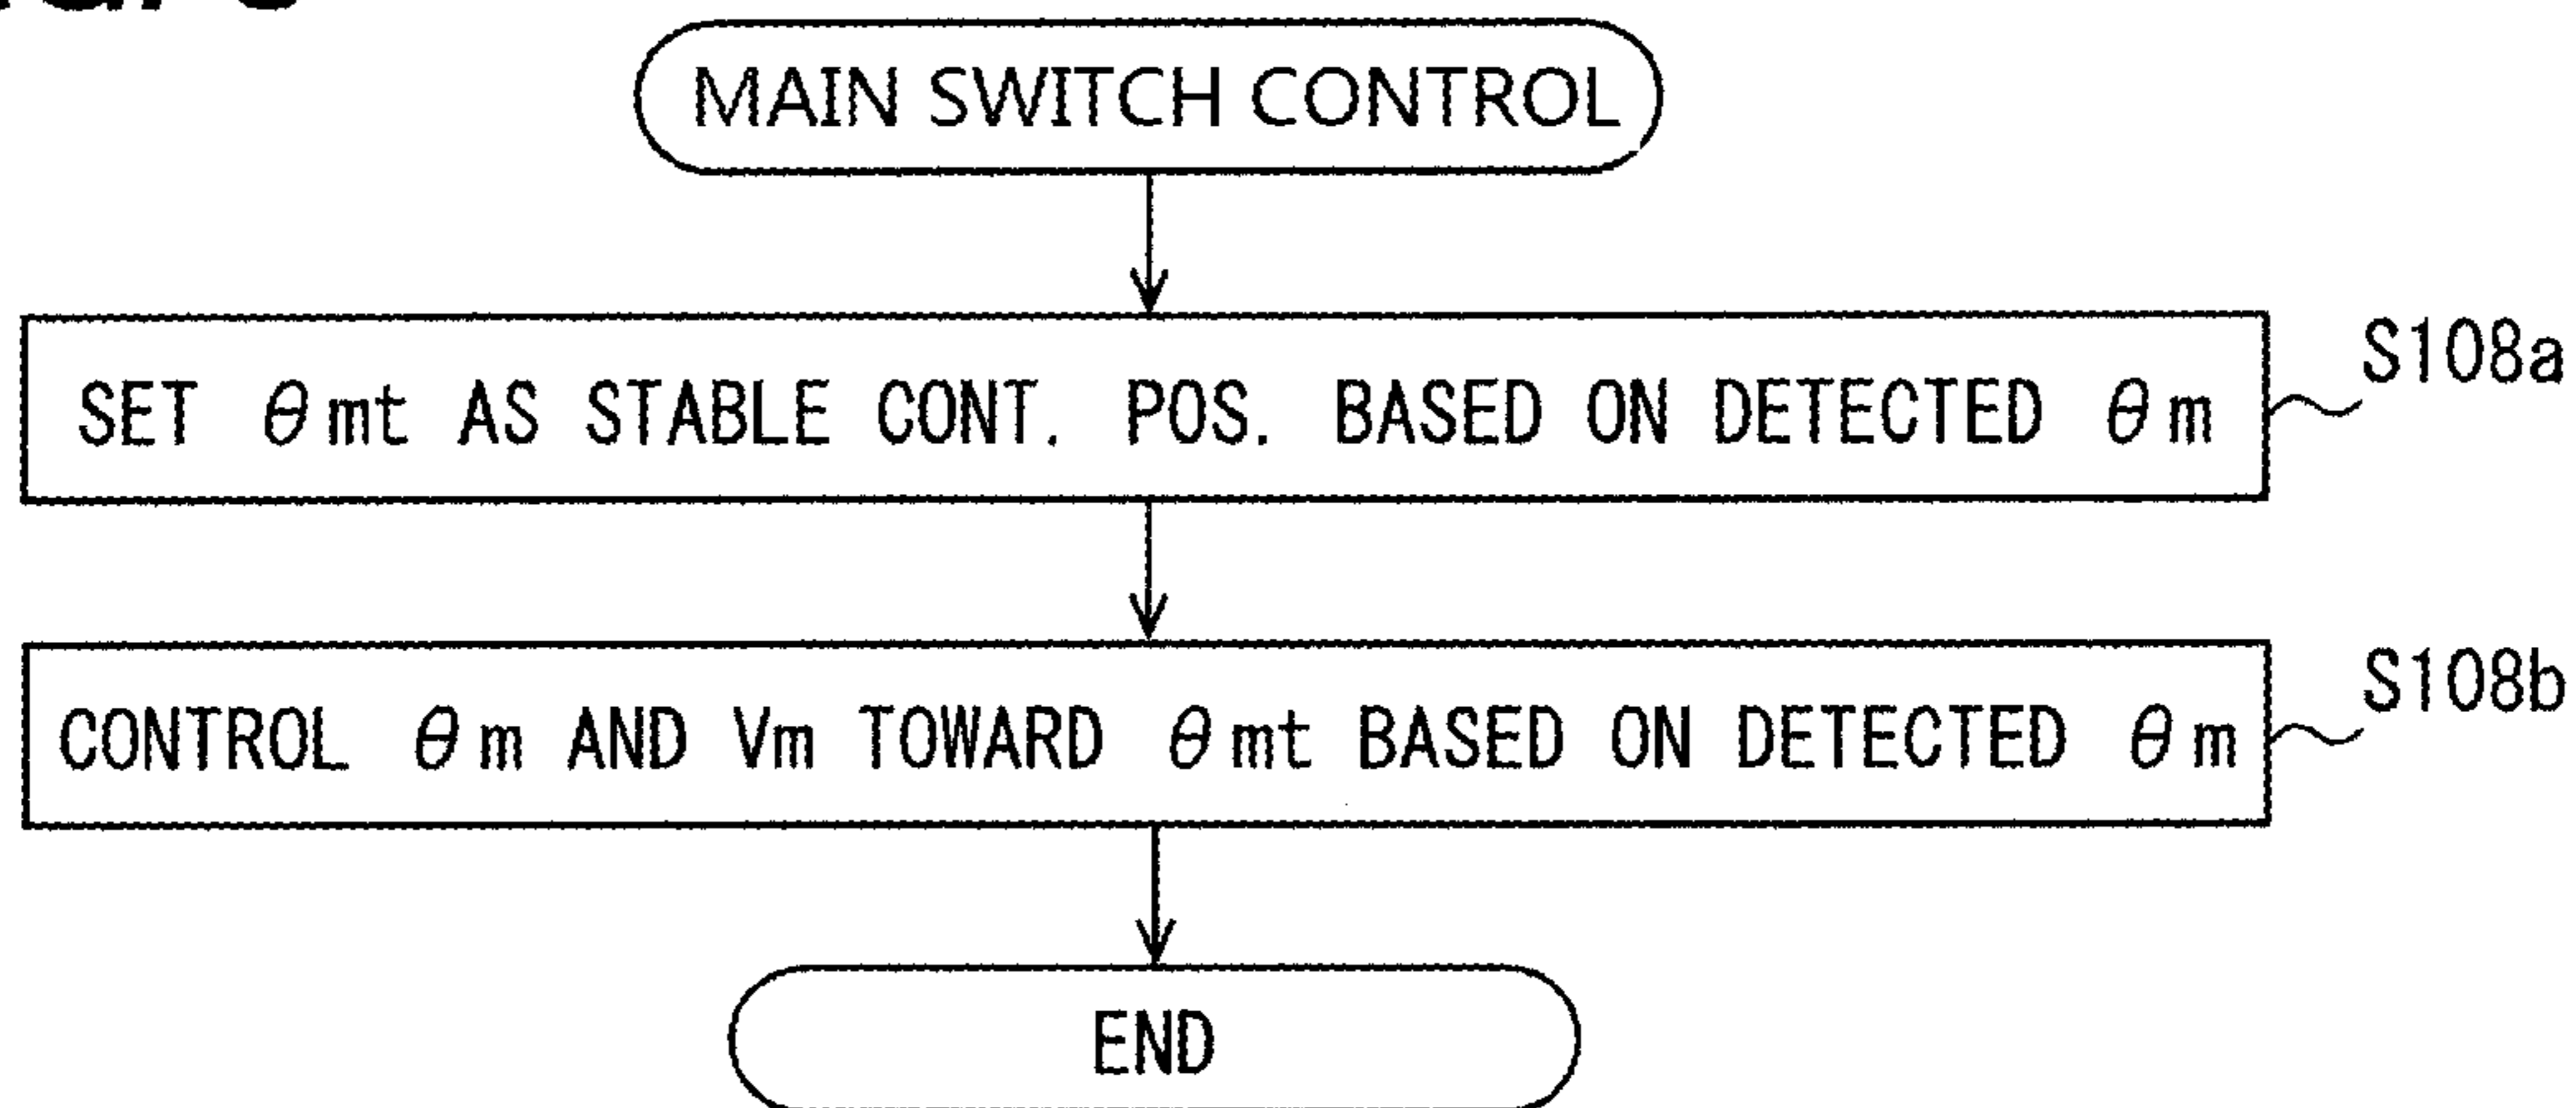 MAIN SWITCH CONTROL
SET θmt AS STABLE CONT. POS. BASED ON DETECTED θm
S108a
CONTROL θm AND Vm TOWARD θmt BASED ON DETECTED θm
S108b
END